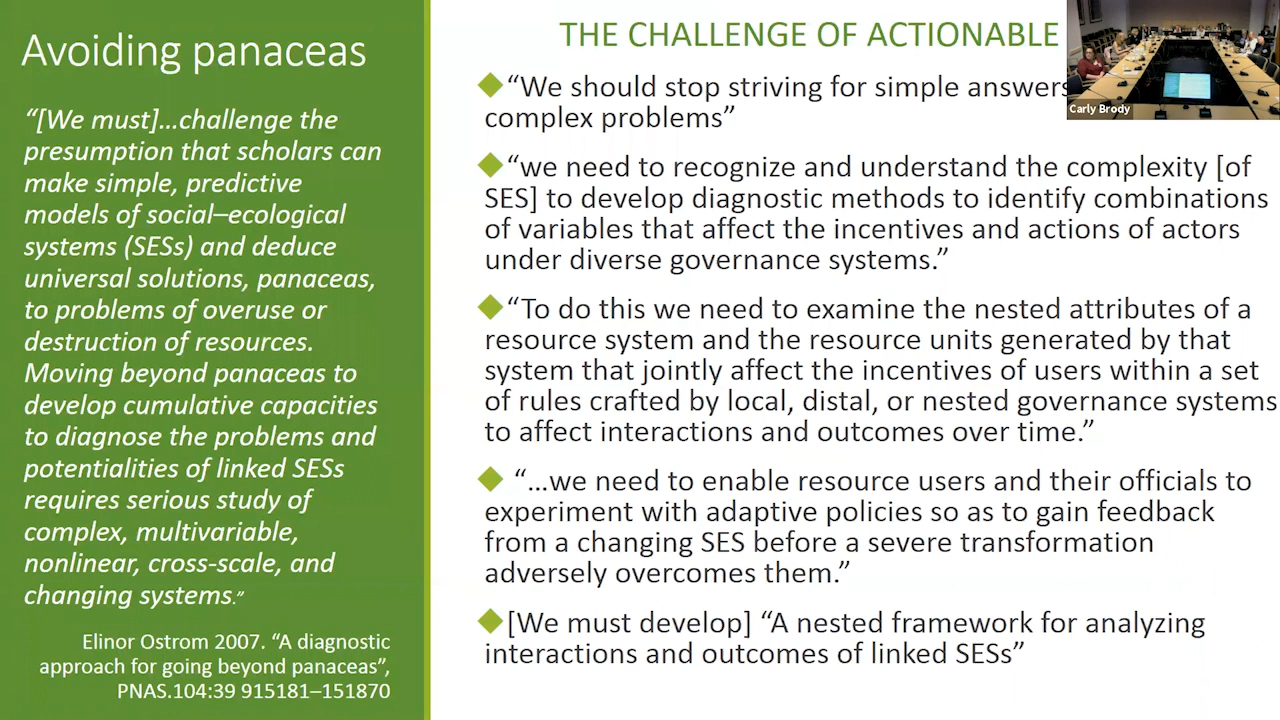 Avoiding panaceas
“[We must]…challenge the
presumption that scholars can
make simple, predictive
models of social–ecological
systems (SESs) and deduce
universal solutions, panaceas,
to problems of overuse or
destruction of resources.
Moving beyond panaceas to
develop cumulative capacities
to diagnose the problems and
potentialities of linked SESs
requires serious study of
complex, multivariable,
nonlinear, cross-scale, and
changing systems.”
Elinor Ostrom 2007. “A diagnostic
approach for going beyond panaceas”,
PNAS.104:39 915181–151870
THE CHALLENGE OF ACTIONABLE
“We should stop striving for simple answers
complex problems”
“we need to recognize and understand the complexity [of
SES] to develop diagnostic methods to identify combinations
of variables that affect the incentives and actions of actors
under diverse governance systems.”
“To do this we need to examine the nested attributes of a
resource system and the resource units generated by that
system that jointly affect the incentives of users within a set
of rules crafted by local, distal, or nested governance systems
to affect interactions and outcomes over time.”
“…we need to enable resource users and their officials to
experiment with adaptive policies so as to gain feedback
from a changing SES before a severe transformation
adversely overcomes them.”
[We must develop] “A nested framework for analyzing
interactions and outcomes of linked SESs”
Carly Brody